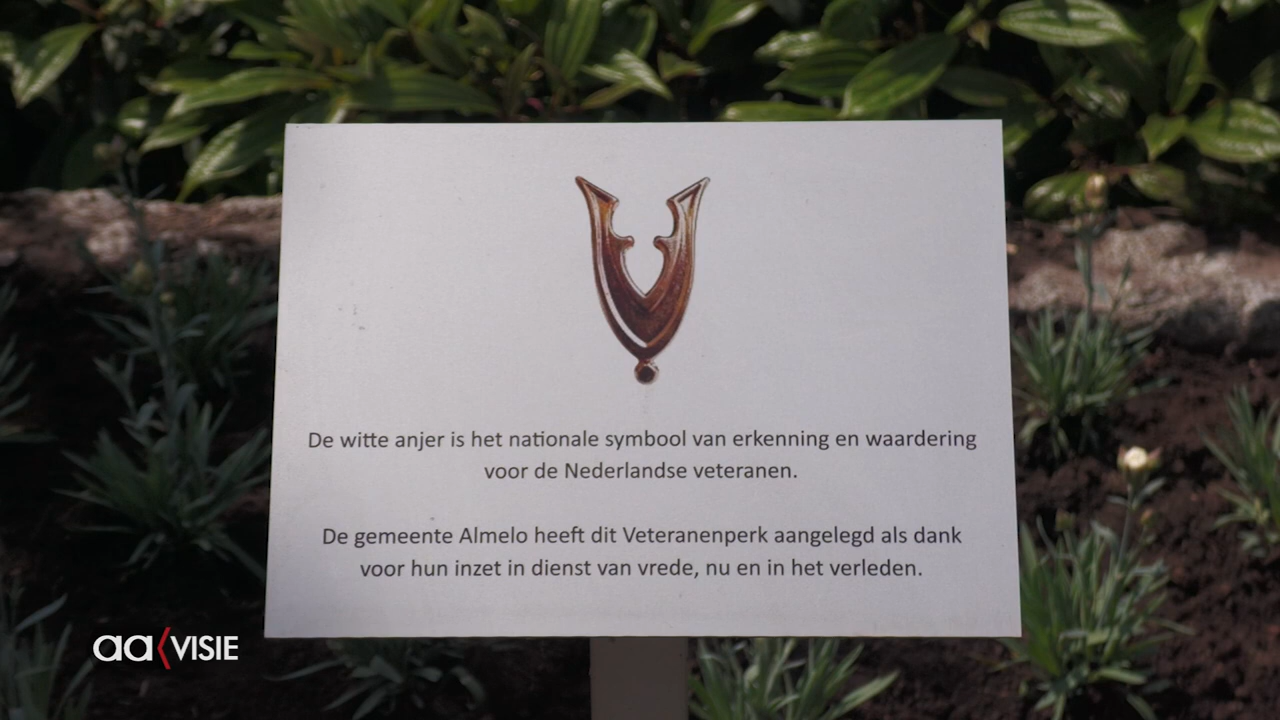 De witte anjer is het nationale symbool van erkenning en waardering
voor de Nederlandse veteranen.
De gemeente Almelo heeft dit Veteranenperk aangelegd als dank
voor hun inzet in dienst van vrede, nu en in het verleden.
aa VISIE